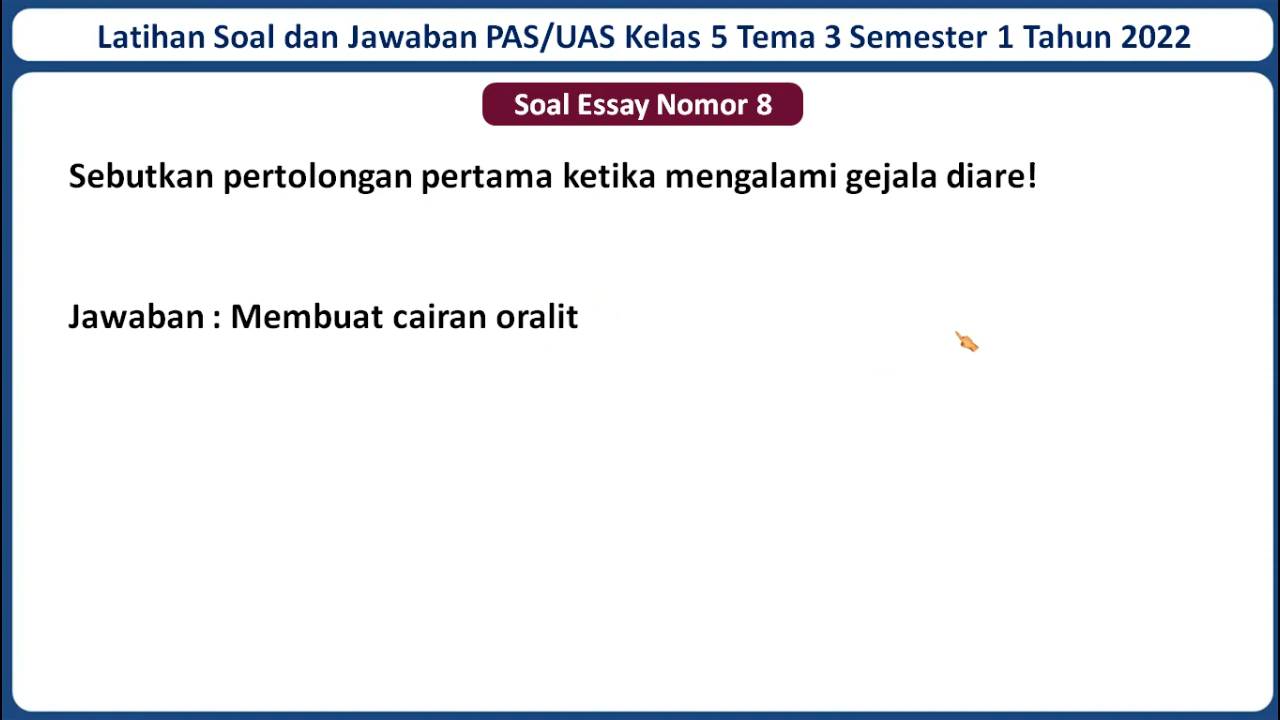 Latihan Soal dan Jawaban PAS/UAS Kelas 5 Tema 3 Semester 1 Tahun 2022
Soal Essay Nomor 8
Sebutkan pertolongan pertama ketika mengalami gejala diare!
Jawaban : Membuat cairan oralit